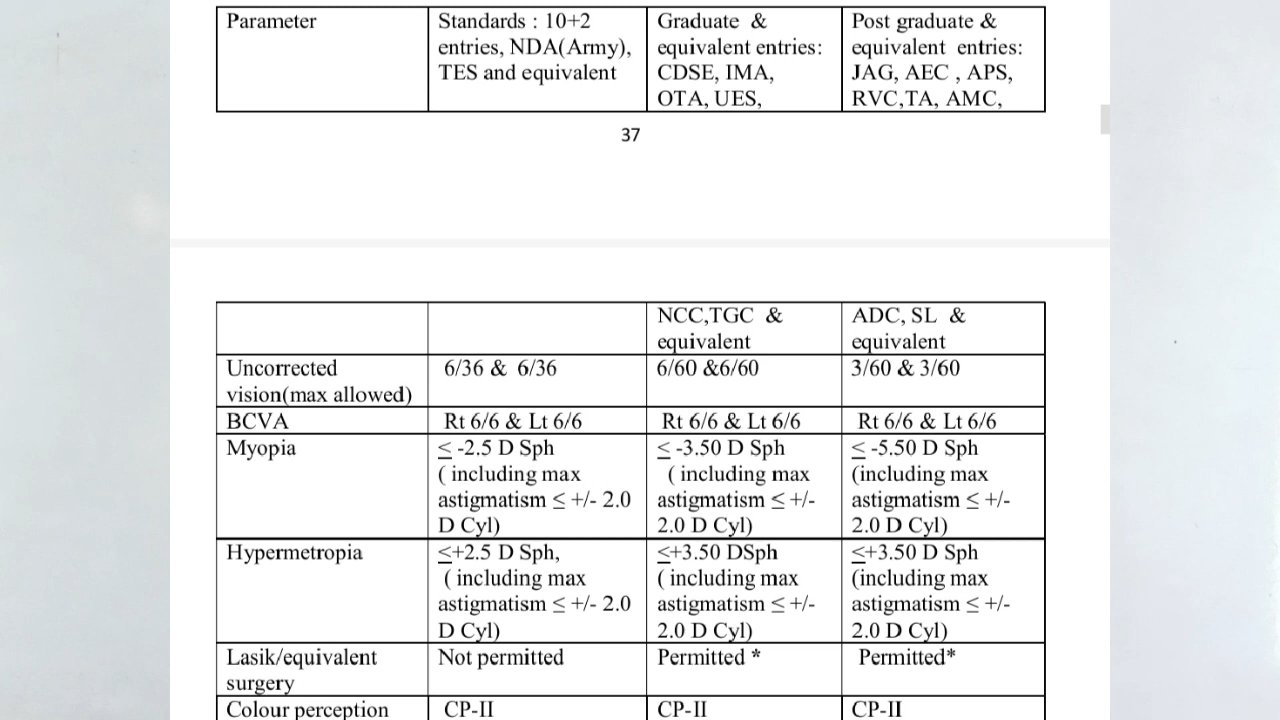 Parameter
Standards : 10+2
entries, NDA(Army),
TES and equivalent
Graduate &
equivalent entries:
CDSE, IMA,
OTA, UES,
Post graduate &
equivalent entries:
JAG, AEC , APS,
RVC,TA, AMC,
37
NCC,TGC &
equivalent
ADC, SL &
equivalent
Uncorrected
vision(max allowed)
6/36 & 6/36
6/60 &6/60
3/60 & 3/60
BCVA
Rt 6/6 & Lt 6/6
Rt 6/6 & Lt 6/6
Rt 6/6 & Lt 6/6
Myopia
≤ -2.5 D Sph
( including max
astigmatism ≤ +/- 2.0
D Cyl)
≤ -3.50 D Sph
( including max
astigmatism ≤ +/-
2.0 D Cyl)
≤ -5.50 D Sph
(including max
astigmatism ≤ +/-
2.0 D Cyl)
Hypermetropia
≤+2.5 D Sph,
( including max
astigmatism ≤ +/- 2.0
D Cyl)
≤+3.50 DSph
( including max
astigmatism ≤ +/-
2.0 D Cyl)
≤+3.50 D Sph
(including max
astigmatism ≤ +/-
2.0 D Cyl)
Lasik/equivalent
surgery
Not permitted
Permitted *
Permitted*
Colour perception
CP-II
CP-II
CP-II